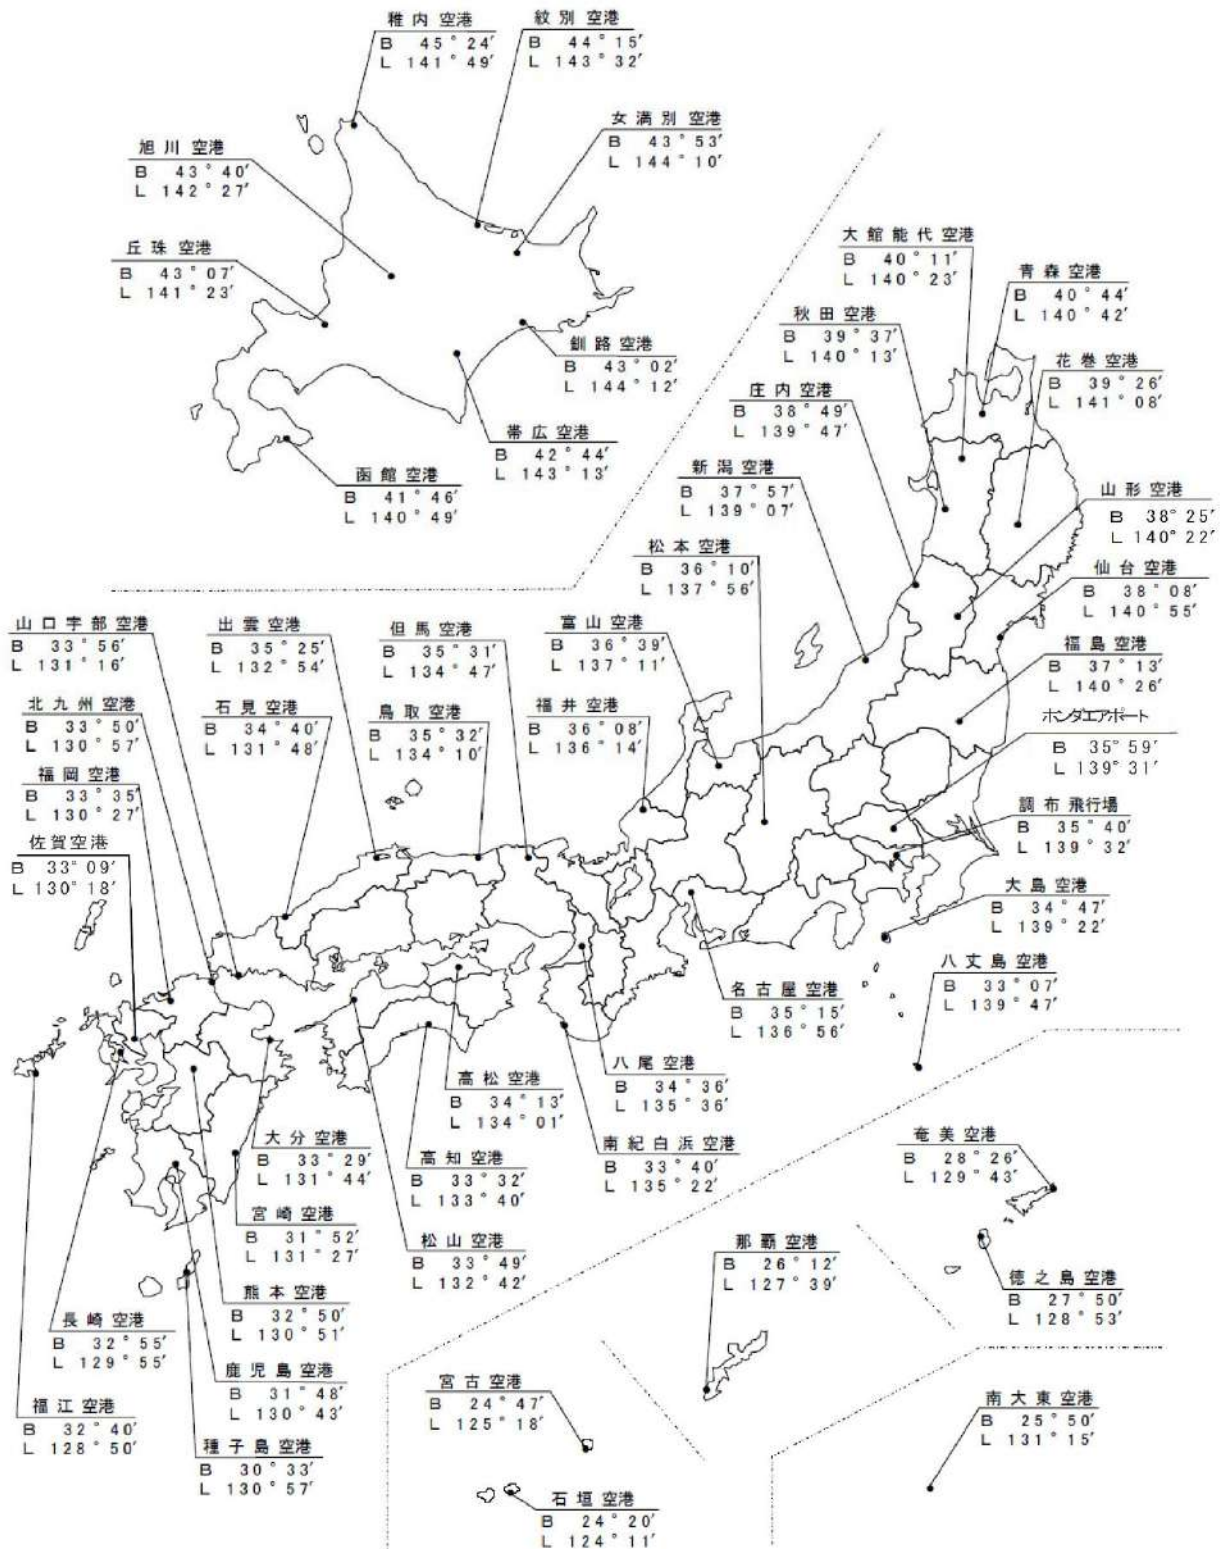 稚内空港
B 45°24′
L 141°49′
紋別空港
B 44°15′
L 143°32′
女満別空港
B 43°53′
L 144°10′
旭川空港
B 43°40′
L 142°27′
丘珠空港
B 43°07′
L 141°23′
釧路空港
B 43°02′
L 144°12′
帯広空港
B 42°44′
L 143°13′
函館空港
B 41°46′
L 140°49′
大館能代空港
B 40°11′
L 140°23′
青森空港
B 40°44′
L 140°42′
秋田空港
B 39°37′
L 140°13′
花巻空港
B 39°26′
L 141°08′
庄内空港
B 38°49′
L 139°47′
新潟空港
B 37°57′
L 139°07′
山形空港
B 38°25′
L 140°22′
松本空港
B 36°10′
L 137°56′
仙台空港
B 38°08′
L 140°55′
富山空港
B 36°39′
L 137°11′
福島空港
B 37°13′
L 140°26′
福井空港
B 36°08′
L 136°14′
ホンダエアポート
B 35°59′
L 139°31′
調布飛行場
B 35°40′
L 139°32′
大島空港
B 34°47′
L 139°22′
八丈島空港
B 33°07′
L 139°47′
山口宇部空港
B 33°56′
L 131°16′
出雲空港
B 35°25′
L 132°54′
但馬空港
B 35°31′
L 134°47′
北九州空港
B 33°50′
L 130°57′
石見空港
B 34°40′
L 131°48′
鳥取空港
B 35°32′
L 134°10′
福岡空港
B 33°35′
L 130°27′
佐賀空港
B 33°09′
L 130°18′
名古屋空港
B 35°15′
L 136°56′
八尾空港
B 34°36′
L 135°36′
高松空港
B 34°13′
L 134°01′
南紀白浜空港
B 33°40′
L 135°22′
大分空港
B 33°29′
L 131°44′
高知空港
B 33°32′
L 133°40′
宮崎空港
B 31°52′
L 131°27′
松山空港
B 33°49′
L 132°42′
熊本空港
B 32°50′
L 130°51′
長崎空港
B 32°55′
L 129°55′
鹿児島空港
B 31°48′
L 130°43′
福江空港
B 32°40′
L 128°50′
種子島空港
B 30°33′
L 130°57′
奄美空港
B 28°26′
L 129°43′
那覇空港
B 26°12′
L 127°39′
徳之島空港
B 27°50′
L 128°53′
宮古空港
B 24°47′
L 125°18′
南大東空港
B 25°50′
L 131°15′
石垣空港
B 24°20′
L 124°11′